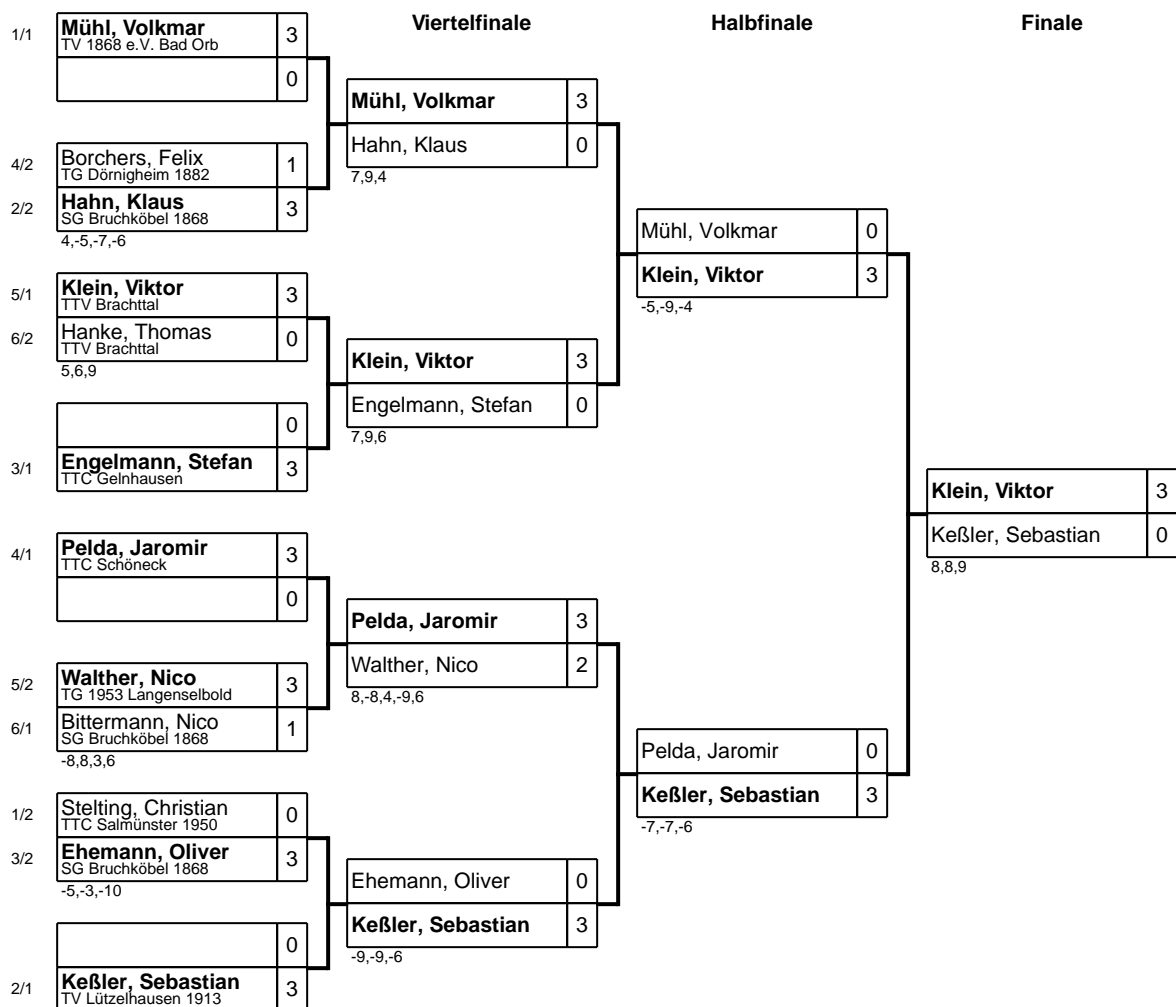 Viertelfinale
Halbfinale
Finale
1/1
Mühl, Volkmar
TV 1868 e.V. Bad Orb
3
0
4/2
Borchers, Felix
TG Dörnigheim 1882
1
2/2
Hahn, Klaus
SG Bruchköbel 1868
3
4,-5,-7,-6
5/1
Klein, Viktor
TTV Brachttal
3
6/2
Hanke, Thomas
TTV Brachttal
0
5,6,9
0
3/1
Engelmann, Stefan
TTC Gelnhausen
3
4/1
Pelda, Jaromir
TTC Schöneck
3
0
5/2
Walther, Nico
TG 1953 Langenselbold
3
6/1
Bittermann, Nico
SG Bruchköbel 1868
1
-8,8,3,6
1/2
Stelting, Christian
TTC Salmünster 1950
0
3/2
Ehemann, Oliver
SG Bruchköbel 1868
3
-5,-3,-10
0
2/1
Keßler, Sebastian
TV Lützelhausen 1913
3
Mühl, Volkmar
3
Hahn, Klaus
0
7,9,4
Klein, Viktor
3
Engelmann, Stefan
0
7,9,6
Pelda, Jaromir
3
Walther, Nico
2
8,-8,4,-9,6
Ehemann, Oliver
0
Keßler, Sebastian
3
-9,-9,-6
Mühl, Volkmar
0
Klein, Viktor
3
-5,-9,-4
Pelda, Jaromir
0
Keßler, Sebastian
3
-7,-7,-6
Klein, Viktor
3
Keßler, Sebastian
0
8,8,9